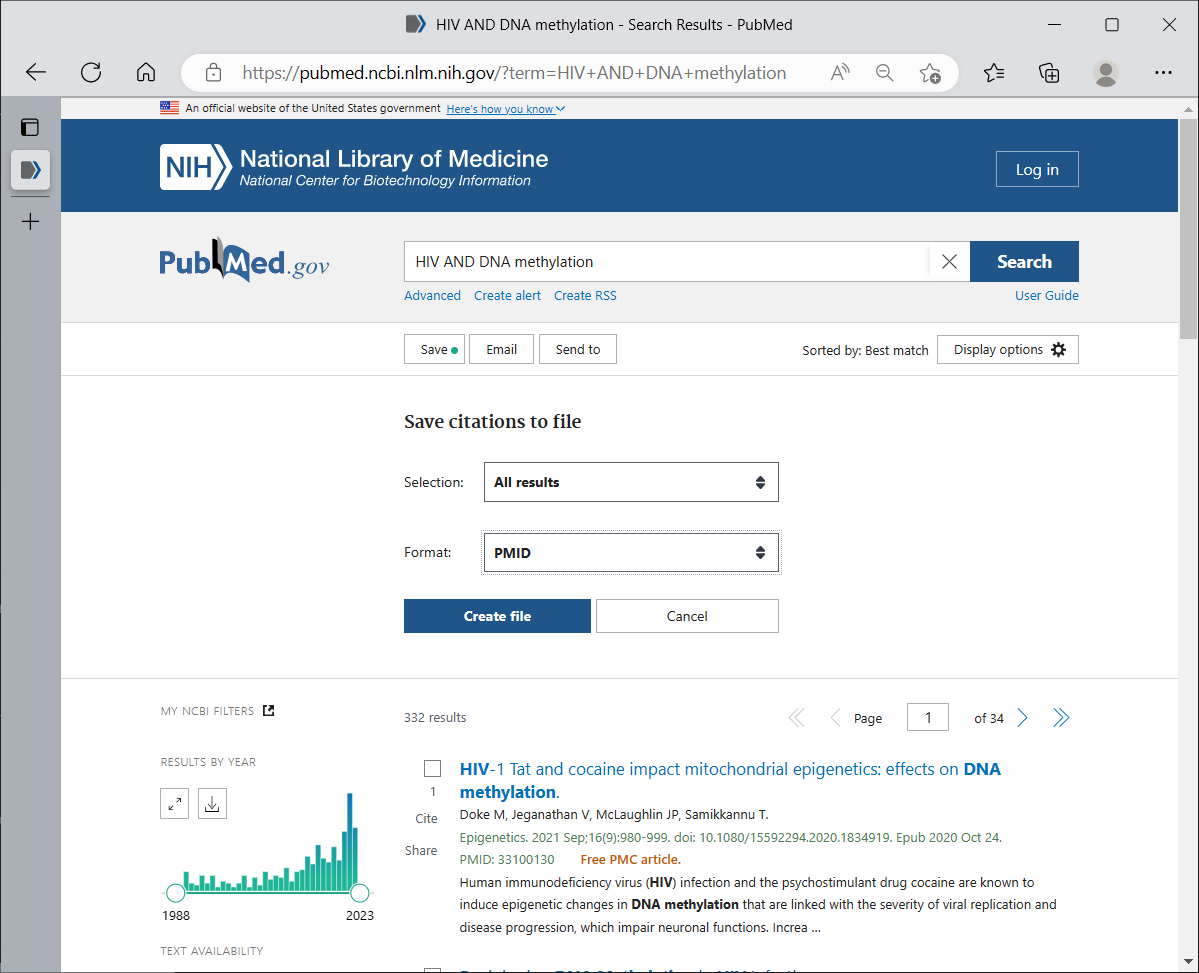 HIV AND DNA methylation - Search Results - PubMed
https://pubmed.ncbi.nlm.nih.gov/?term=HIV+AND+DNA+methylation
An official website of the United States government Here's how you know
NIH National Library of Medicine
National Center for Biotechnology Information
Log in
PubMed.gov
HIV AND DNA methylation
Search
Advanced Create alert Create RSS
User Guide
Save Email Send to
Sorted by: Best match Display options
Save citations to file
Selection: All results
Format: PMID
Create file Cancel
MY NCBI FILTERS
332 results
Page 1 of 34
RESULTS BY YEAR
1988 2023
TEXT AVAILABILITY
1
Cite
Share
HIV-1 Tat and cocaine impact mitochondrial epigenetics: effects on DNA
methylation.
Doke M, Jeganathan V, McLaughlin JP, Samikkannu T.
Epigenetics. 2021 Sep;16(9):980-999. doi: 10.1080/15592294.2020.1834919. Epub 2020 Oct 24.
PMID: 33100130 Free PMC article.
Human immunodeficiency virus (HIV) infection and the psychostimulant drug cocaine are known to
induce epigenetic changes in DNA methylation that are linked with the severity of viral replication and
disease progression, which impair neuronal functions. Increa ...